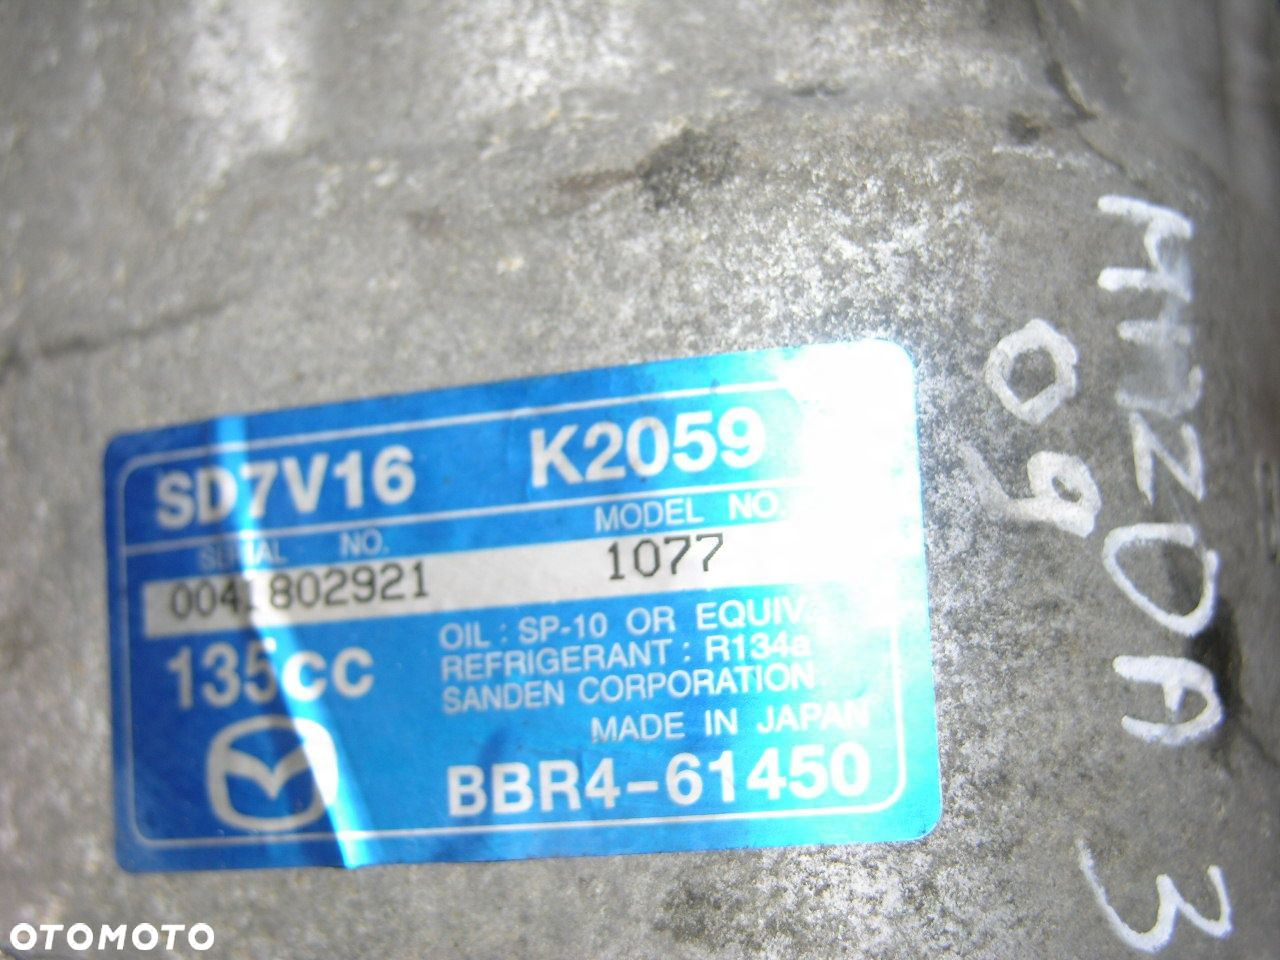 SD7V16 K2059
SERIAL NO. MODEL NO.
0041802921 1077
135cc
OIL : SP-10 OR EQUIV.
REFRIGERANT : R134a
SANDEN CORPORATION
MADE IN JAPAN
BBR4-61450
MAZDA 3
09
OTOMOTO